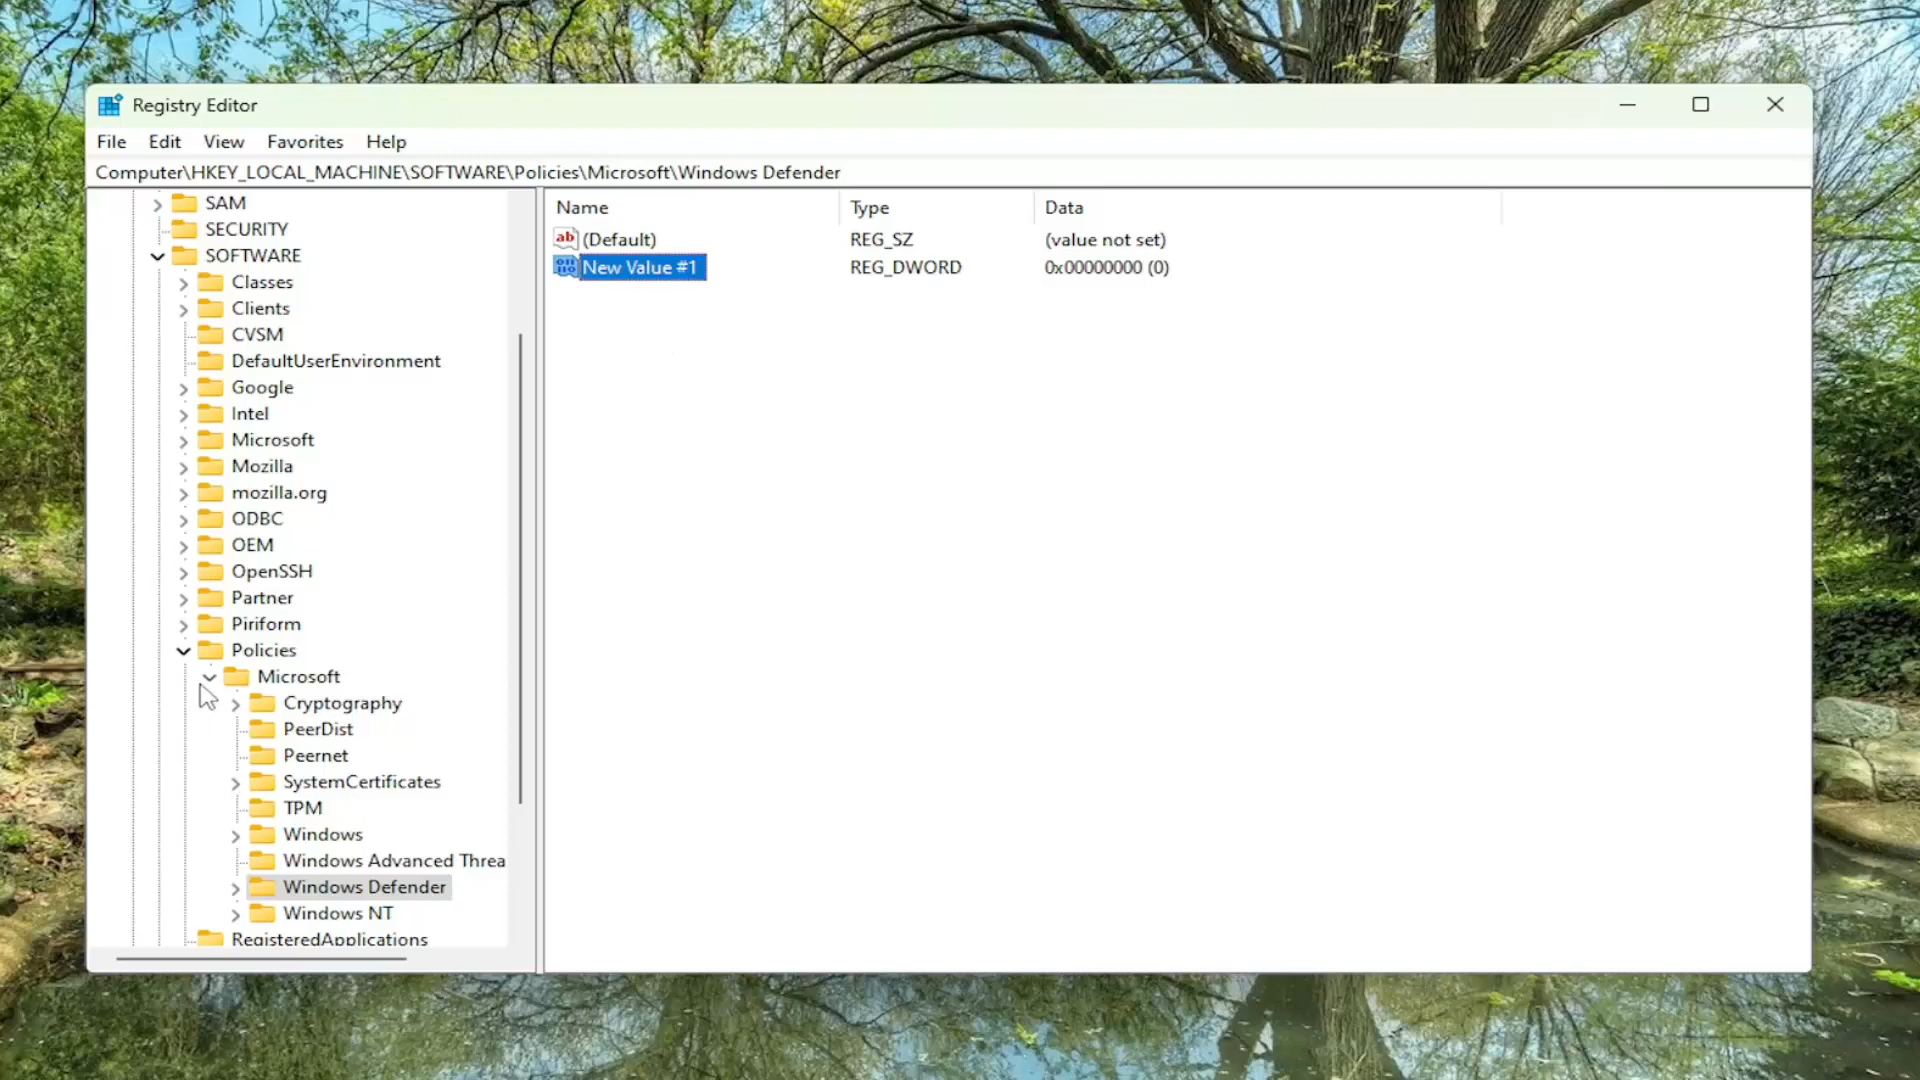 Registry Editor
File Edit View Favorites Help
Computer\HKEY_LOCAL_MACHINE\SOFTWARE\Policies\Microsoft\Windows Defender
SAM
SECURITY
SOFTWARE
Classes
Clients
CVSM
DefaultUserEnvironment
Google
Intel
Microsoft
Mozilla
mozilla.org
ODBC
OEM
OpenSSH
Partner
Piriform
Policies
Microsoft
Cryptography
PeerDist
Peernet
SystemCertificates
TPM
Windows
Windows Advanced Threa
Windows Defender
Windows NT
RegisteredApplications
Name Type Data
(Default) REG_SZ (value not set)
New Value #1 REG_DWORD 0x00000000 (0)